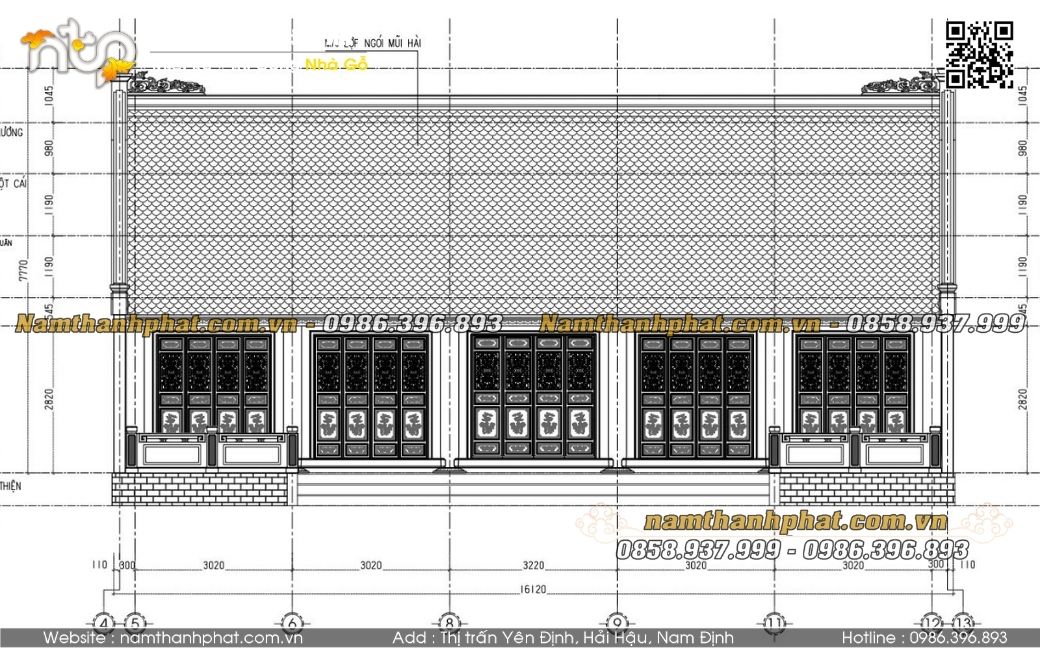 ntp
LỢP NGÓI MŨI HÀI
Nhà Gỗ
1045
1045
980
980
ỘT CÁI
1190
1190
1190
1190
7770
545
Namthanhphat.com.vn - 0986.396.893
Namthanhphat.com.vn - 0858.937.999
2820
2820
THIỆN
namthanhphat.com.vn
0858.937.999 - 0986.396.893
110 300 3020 3020 3220 3020 3020 300 110
16120
4 5 6 8 9 11 12 13
Website : namthanhphat.com.vn
Add : Thị trấn Yên Định, Hải Hậu, Nam Định
Hotline : 0986.396.893